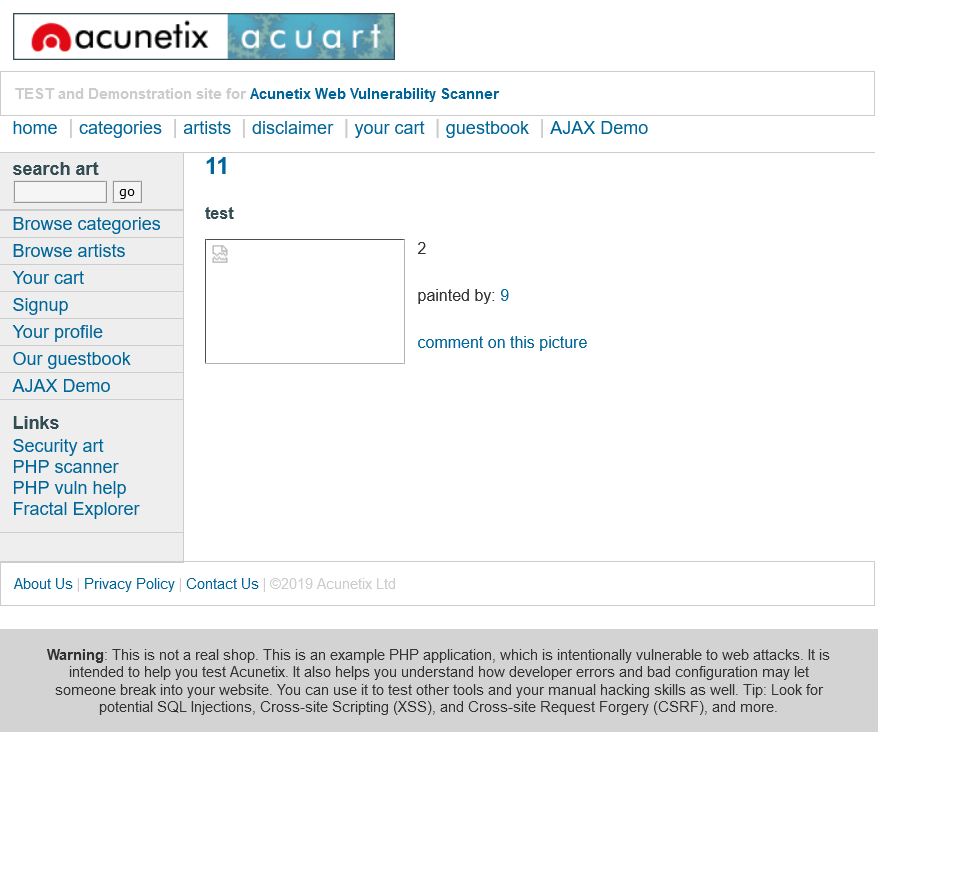 acunetix acuart
TEST and Demonstration site for Acunetix Web Vulnerability Scanner
home | categories | artists | disclaimer | your cart | guestbook | AJAX Demo
search art
go
Browse categories
Browse artists
Your cart
Signup
Your profile
Our guestbook
AJAX Demo
Links
Security art
PHP scanner
PHP vuln help
Fractal Explorer
11
test
2
painted by: 9
comment on this picture
About Us | Privacy Policy | Contact Us | ©2019 Acunetix Ltd
Warning: This is not a real shop. This is an example PHP application, which is intentionally vulnerable to web attacks. It is
intended to help you test Acunetix. It also helps you understand how developer errors and bad configuration may let
someone break into your website. You can use it to test other tools and your manual hacking skills as well. Tip: Look for
potential SQL Injections, Cross-site Scripting (XSS), and Cross-site Request Forgery (CSRF), and more.